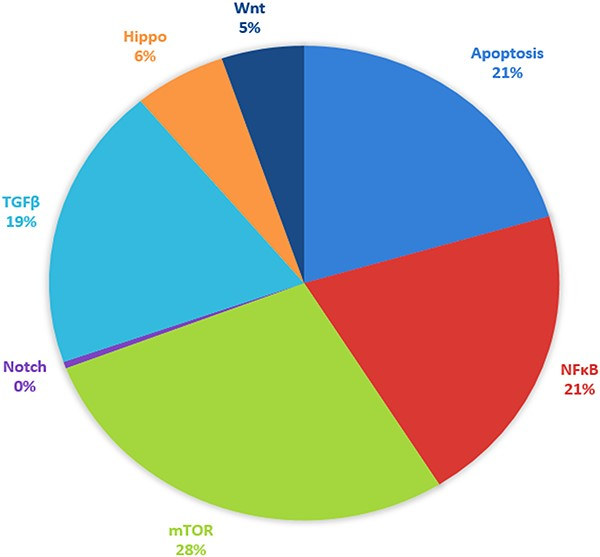 Wnt
5%
Apoptosis
21%
NFκB
21%
mTOR
28%
Notch
0%
TGFβ
19%
Hippo
6%